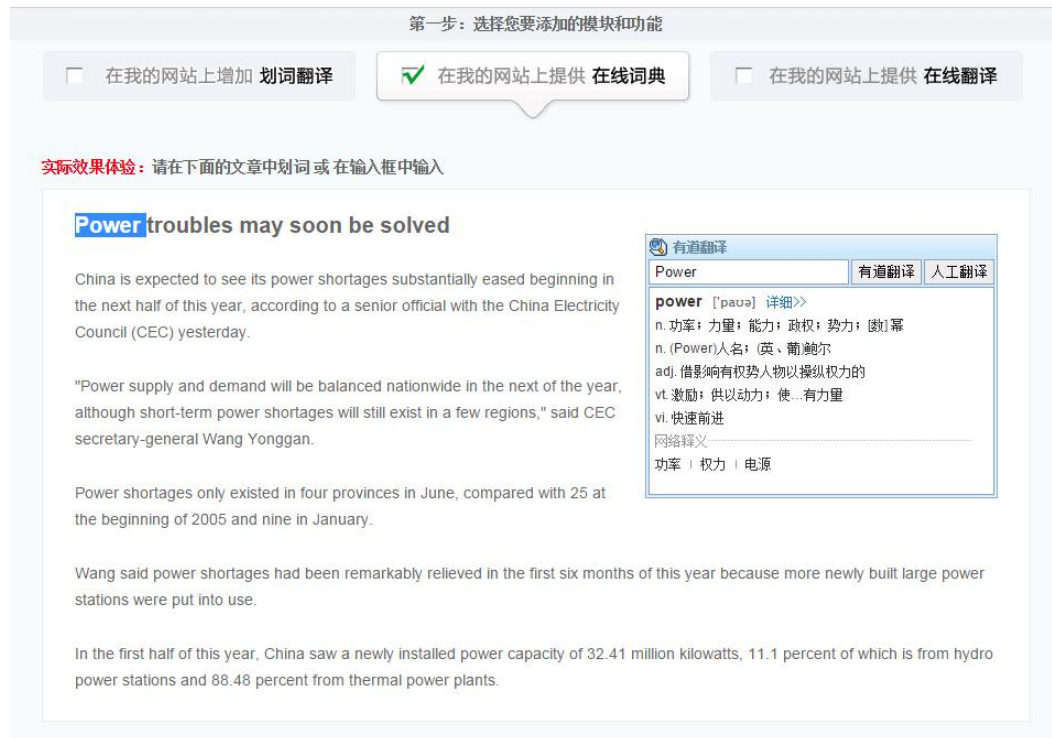 第一步：选择您要添加的模块和功能
在我的网站上增加 划词翻译
在我的网站上提供 在线词典
在我的网站上提供 在线翻译
实际效果体验：请在下面的文章中划词 或 在输入框中输入
Power troubles may soon be solved
China is expected to see its power shortages substantially eased beginning in
the next half of this year, according to a senior official with the China Electricity
Council (CEC) yesterday.
"Power supply and demand will be balanced nationwide in the next of the year,
although short-term power shortages will still exist in a few regions," said CEC
secretary-general Wang Yonggan.
Power shortages only existed in four provinces in June, compared with 25 at
the beginning of 2005 and nine in January.
Wang said power shortages had been remarkably relieved in the first six months of this year because more newly built large power
stations were put into use.
In the first half of this year, China saw a newly installed power capacity of 32.41 million kilowatts, 11.1 percent of which is from hydro
power stations and 88.48 percent from thermal power plants.
有道翻译
Power 有道翻译 人工翻译
power ['pauə] 详细>>
n. 功率；力量；能力；政权；势力；[数] 幂
n. (Power)人名；(英、葡)鲍尔
adj. 借影响有权势人物以操纵权力的
vt. 激励；供以动力；使…有力量
vi. 快速前进
网络释义
功率 | 权力 | 电源